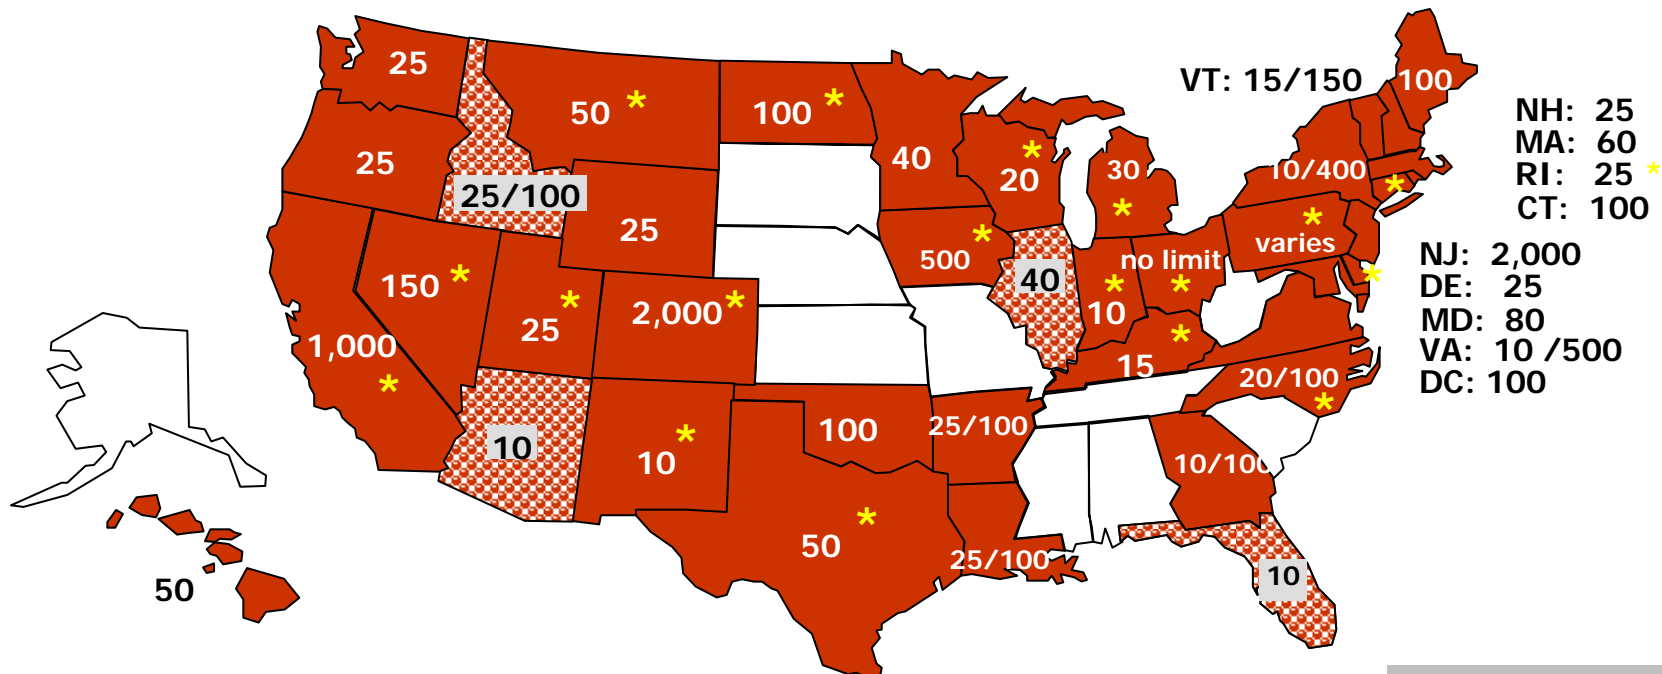 25
50 *
100 *
VT: 15/150
100
NH: 25
MA: 60
RI: 25 *
CT: 100
25
25/100
40
20 *
30 *
10/400
*
25
500 *
varies *
150 *
40
10 *
no limit *
*
NJ: 2,000
DE: 25
MD: 80
VA: 10 /500
DC: 100
1,000 *
25 *
2,000 *
15 *
20/100 *
10
10 *
100
25/100
10/100
50 *
25/100
10
50